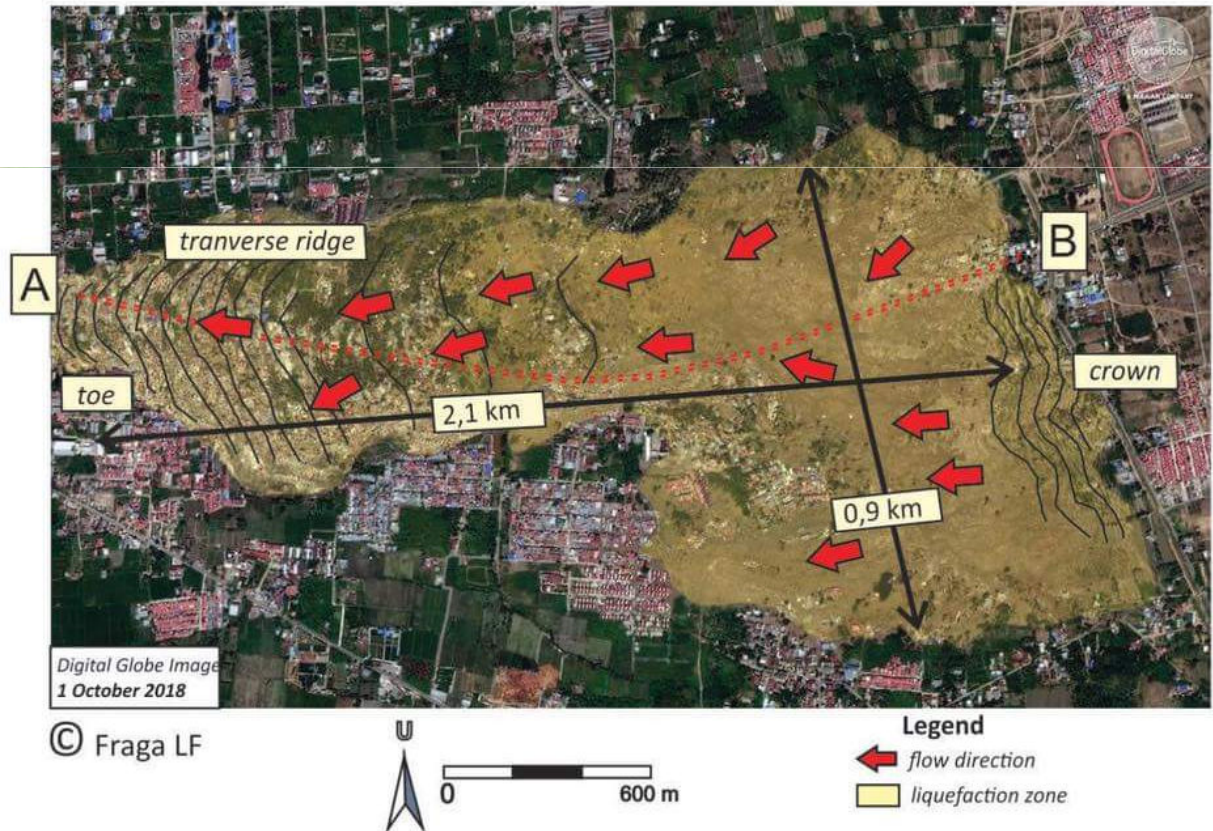 DigitalGlobe
tranverse ridge
A
B
toe
crown
2,1 km
0,9 km
Digital Globe Image
1 October 2018
© Fraga LF
U
0
600 m
Legend
flow direction
liquefaction zone